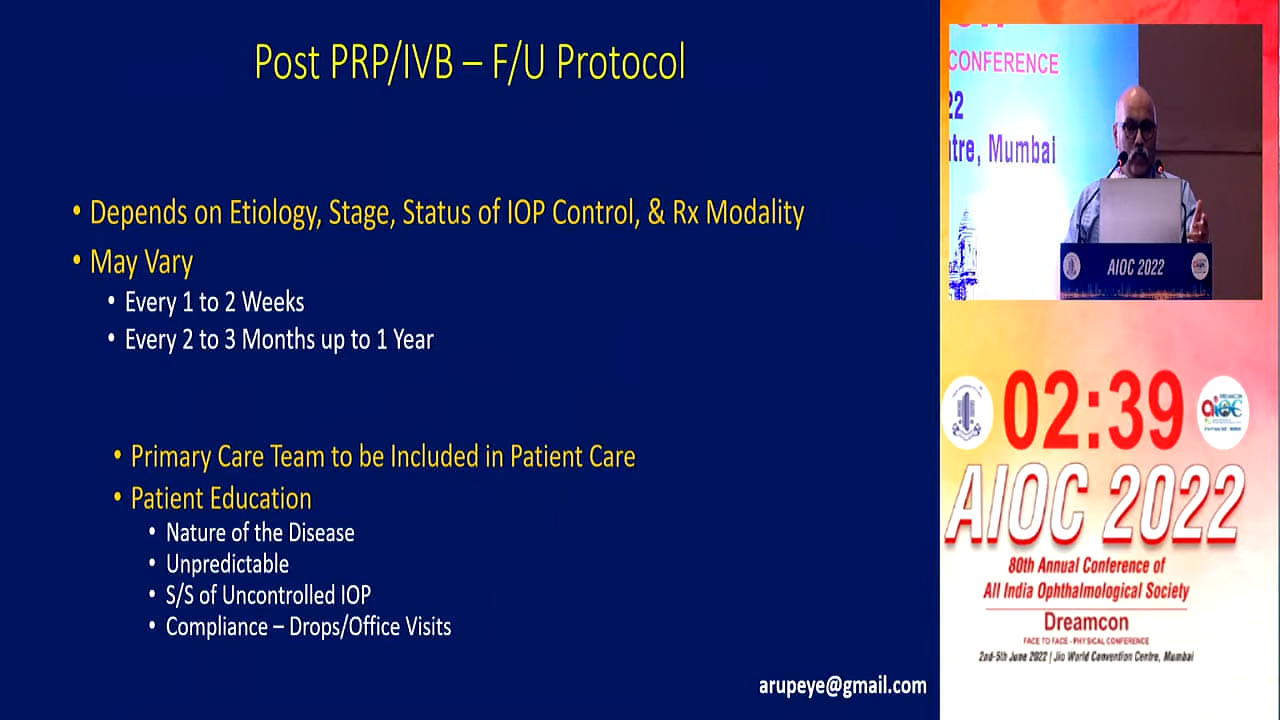 Post PRP/IVB – F/U Protocol
• Depends on Etiology, Stage, Status of IOP Control, & Rx Modality
• May Vary
• Every 1 to 2 Weeks
• Every 2 to 3 Months up to 1 Year
• Primary Care Team to be Included in Patient Care
• Patient Education
• Nature of the Disease
• Unpredictable
• S/S of Uncontrolled IOP
• Compliance – Drops/Office Visits
arupeye@gmail.com
CONFERENCE
22
tre, Mumbai
AIOC 2022
02:39
aioc
AIOC 2022
80th Annual Conference of
All India Ophthalmological Society
Dreamcon
FACE TO FACE - PHYSICAL CONFERENCE
2nd-5th June 2022 | Jio World Convention Centre, Mumbai